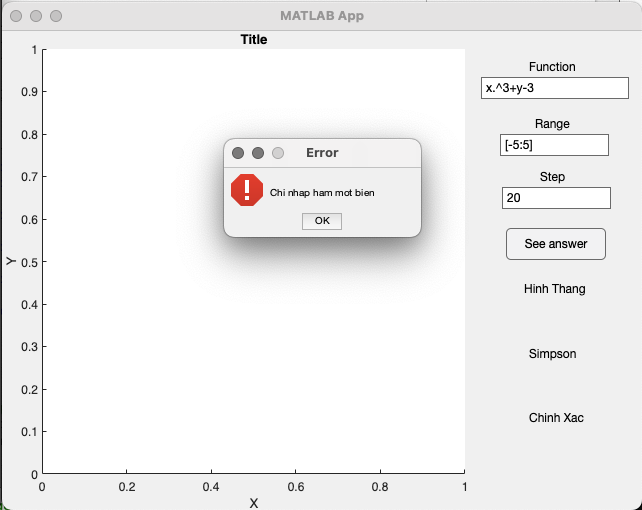 MATLAB App
Title
1
0.9
0.8
0.7
0.6
0.5
0.4
0.3
0.2
0.1
0
Y
0
0.2
0.4
0.6
0.8
1
X
Error
Chi nhap ham mot bien
OK
Function
x.^3+y-3
Range
[-5:5]
Step
20
See answer
Hinh Thang
Simpson
Chinh Xac